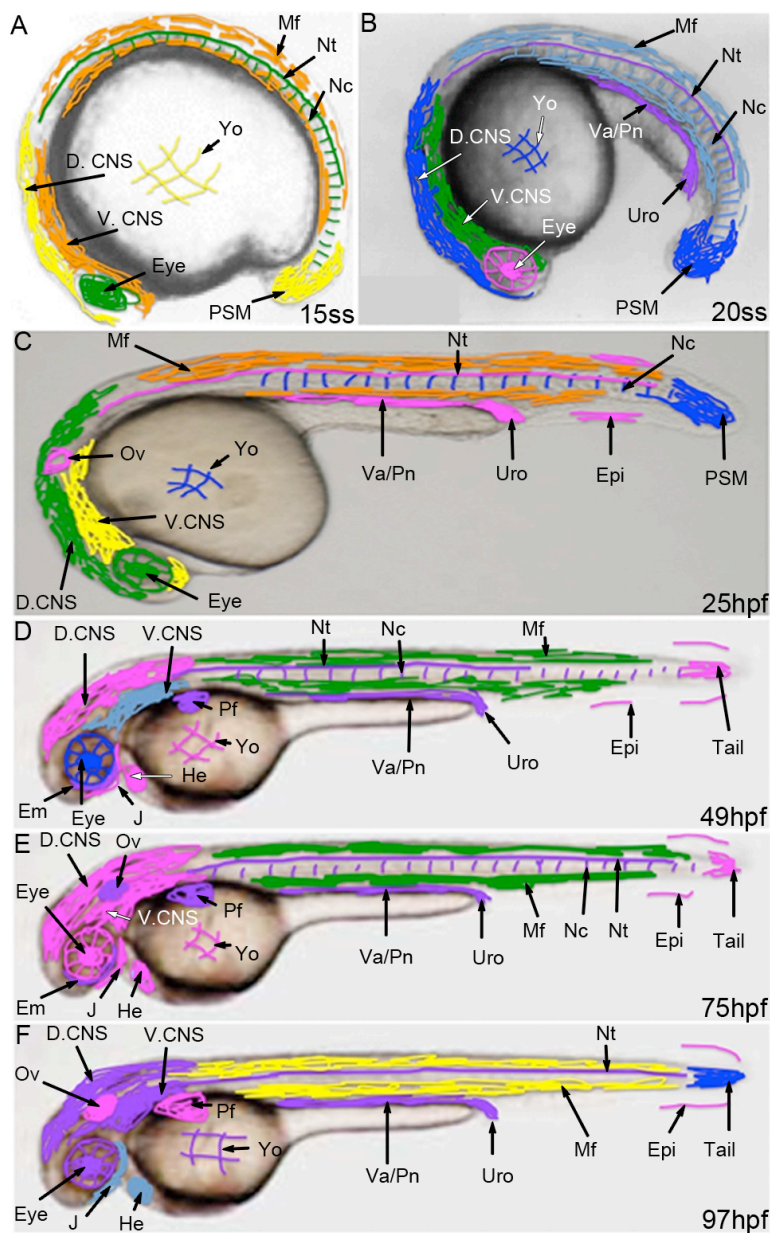 A
Mf
Nt
Nc
Yo
D. CNS
V. CNS
Eye
PSM
15ss
B
Mf
Nt
Yo
Nc
Va/Pn
D.CNS
V.CNS
Uro
Eye
PSM
20ss
C
Mf
Nt
Nc
Ov
Yo
Va/Pn
Uro
Epi
PSM
V.CNS
D.CNS
Eye
25hpf
D
D.CNS
V.CNS
Nt
Nc
Mf
Pf
Yo
He
Va/Pn
Uro
Epi
Tail
Em
Eye
J
49hpf
E
D.CNS
Ov
Eye
V.CNS
Pf
Yo
Va/Pn
Uro
Mf
Nc
Nt
Epi
Tail
Em
J
He
75hpf
F
D.CNS
V.CNS
Nt
Ov
Pf
Yo
Va/Pn
Uro
Mf
Epi
Tail
Eye
J
He
97hpf